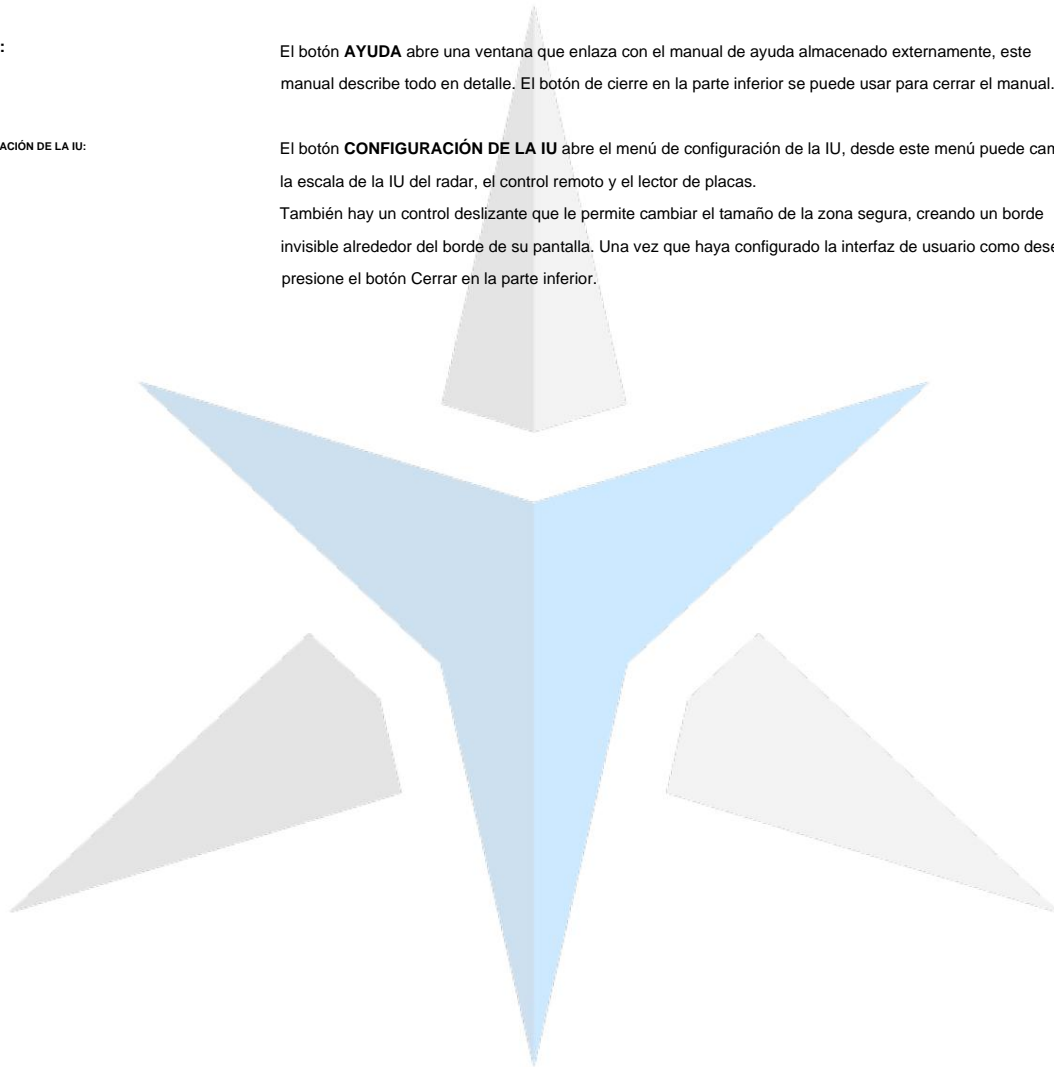 :
El botón AYUDA abre una ventana que enlaza con el manual de ayuda almacenado externamente, este
manual describe todo en detalle. El botón de cierre en la parte inferior se puede usar para cerrar el manual.
ACIÓN DE LA IU:
El botón CONFIGURACIÓN DE LA IU abre el menú de configuración de la IU, desde este menú puede
la escala de la IU del radar, el control remoto y el lector de placas.
También hay un control deslizante que le permite cambiar el tamaño de la zona segura, creando un borde
invisible alrededor del borde de su pantalla. Una vez que haya configurado la interfaz de usuario como
presione el botón Cerrar en la parte inferior.